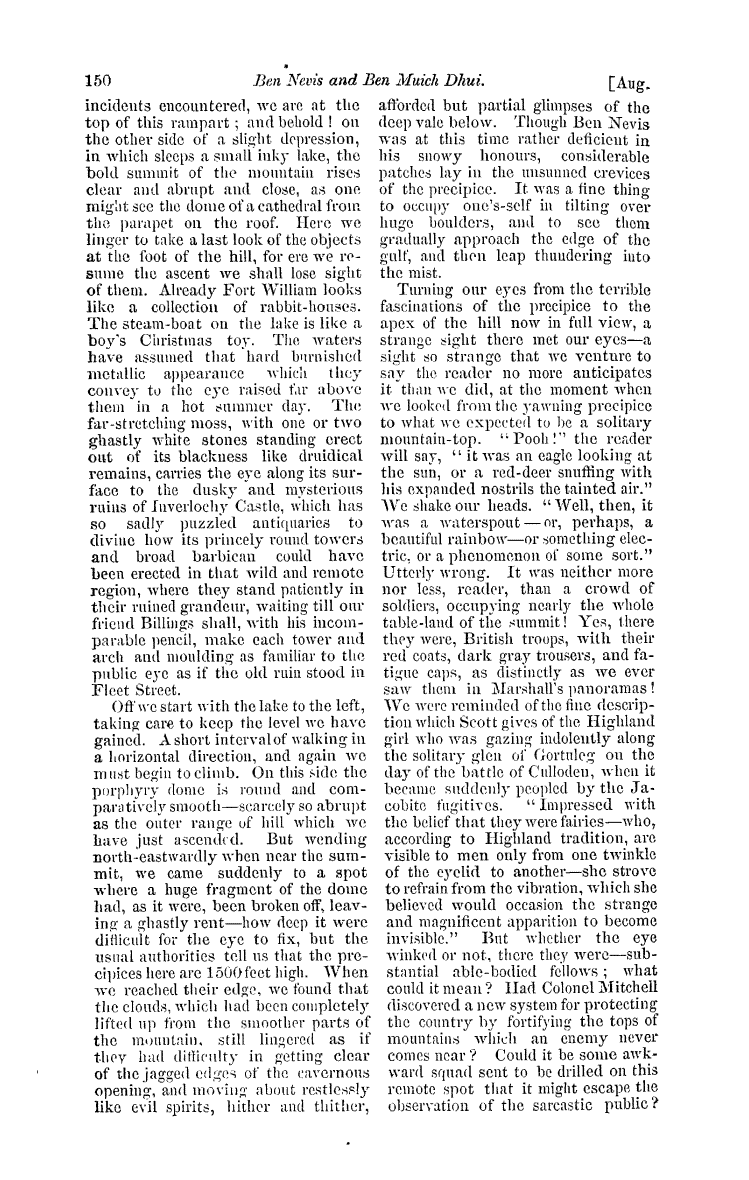 150 Ben Nevis and Ben Muich Dhui. [Aug.
incidents encountered, we are at the
top of this rampart ; and behold ! on
the other side of a slight depression,
in which sleeps a small inky lake, the
bold summit of the mountain rises
clear and abrupt and close, as one
might see the dome of a cathedral from
the parapet on the roof. Here we
linger to take a last look of the objects
at the foot of the hill, for ere we re-
sume the ascent we shall lose sight
of them. Already Fort William looks
like a collection of rabbit-houses.
The steam-boat on the lake is like a
boy's Christmas toy. The waters
have assumed that hard burnished
metallic appearance which they
convey to the eye raised far above
them in a hot summer day. The
far-stretching moss, with one or two
ghastly white stones standing erect
out of its blackness like druidical
remains, carries the eye along its sur-
face to the dusky and mysterious
ruins of Inverlochy Castle, which has
so sadly puzzled antiquaries to
divine how its princely round towers
and broad barbican could have
been erected in that wild and remote
region, where they stand patiently in
their ruined grandeur, waiting till our
friend Billings shall, with his incom-
parable pencil, make each tower and
arch and moulding as familiar to the
public eye as if the old ruin stood in
Fleet Street.
Off we start with the lake to the left,
taking care to keep the level we have
gained. A short interval of walking in
a horizontal direction, and again we
must begin to climb. On this side the
porphyry dome is round and com-
paratively smooth—scarcely so abrupt
as the outer range of hill which we
have just ascended. But wending
north-eastwardly when near the sum-
mit, we came suddenly to a spot
where a huge fragment of the dome
had, as it were, been broken off, leav-
ing a ghastly rent—how deep it were
difficult for the eye to fix, but the
usual authorities tell us that the pre-
cipices here are 1500 feet high. When
we reached their edge, we found that
the clouds, which had been completely
lifted up from the smoother parts of
the mountain, still lingered as if
they had difficulty in getting clear
of the jagged edges of the cavernous
opening, and moving about restlessly
like evil spirits, hither and thither,
afforded but partial glimpses of the
deep vale below. Though Ben Nevis
was at this time rather deficient in
his snowy honours, considerable
patches lay in the unsunned crevices
of the precipice. It was a fine thing
to occupy one's-self in tilting over
huge boulders, and to see them
gradually approach the edge of the
gulf, and then leap thundering into
the mist.
Turning our eyes from the terrible
fascinations of the precipice to the
apex of the hill now in full view, a
strange sight there met our eyes—a
sight so strange that we venture to
say the reader no more anticipates
it than we did, at the moment when
we looked from the yawning precipice
to what we expected to be a solitary
mountain-top. " Pooh !" the reader
will say, " it was an eagle looking at
the sun, or a red-deer snuffing with
his expanded nostrils the tainted air."
We shake our heads. " Well, then, it
was a waterspout — or, perhaps, a
beautiful rainbow—or something elec-
tric, or a phenomenon of some sort."
Utterly wrong. It was neither more
nor less, reader, than a crowd of
soldiers, occupying nearly the whole
table-land of the summit ! Yes, there
they were, British troops, with their
red coats, dark gray trousers, and fa-
tigue caps, as distinctly as we ever
saw them in Marshall's panoramas !
We were reminded of the fine descrip-
tion which Scott gives of the Highland
girl who was gazing indolently along
the solitary glen of Gortuleg on the
day of the battle of Culloden, when it
became suddenly peopled by the Ja-
cobite fugitives. " Impressed with
the belief that they were fairies—who,
according to Highland tradition, are
visible to men only from one twinkle
of the eyelid to another—she strove
to refrain from the vibration, which she
believed would occasion the strange
and magnificent apparition to become
invisible." But whether the eye
winked or not, there they were—sub-
stantial able-bodied fellows ; what
could it mean ? Had Colonel Mitchell
discovered a new system for protecting
the country by fortifying the tops of
mountains which an enemy never
comes near ? Could it be some awk-
ward squad sent to be drilled on this
remote spot that it might escape the
observation of the sarcastic public ?